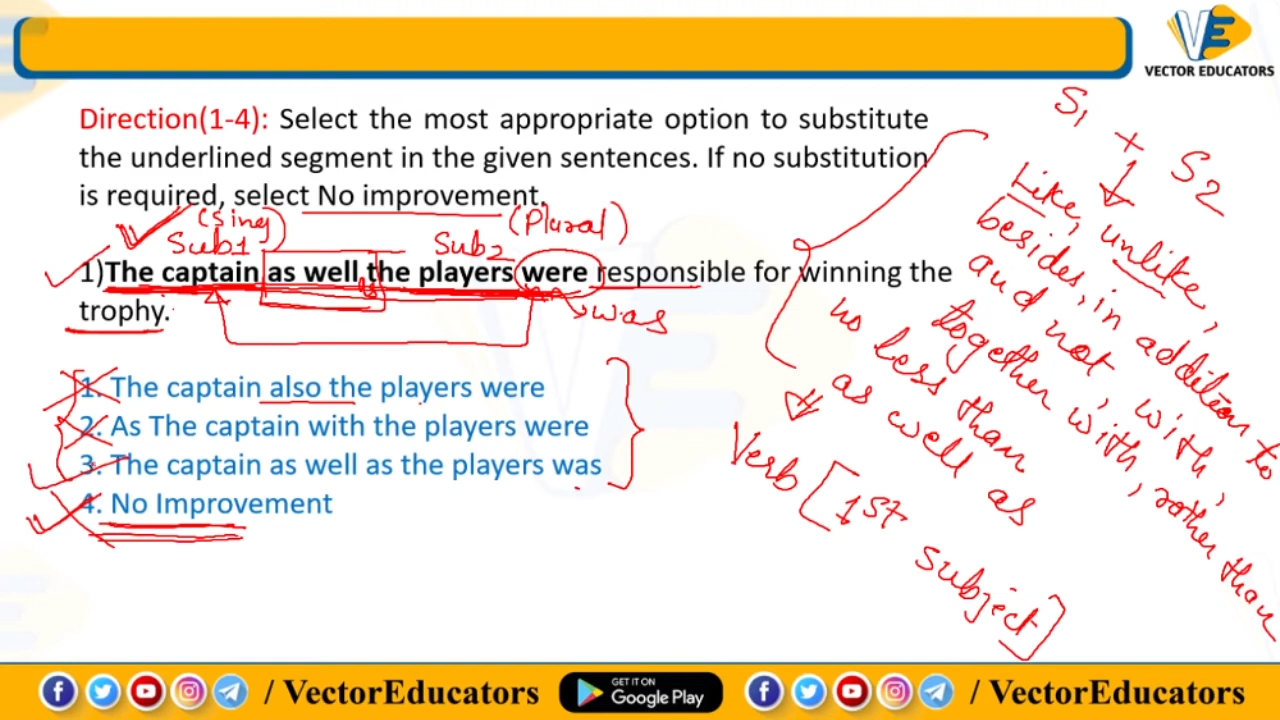 VE
VECTOR EDUCATORS
Direction(1-4): Select the most appropriate option to substitute
the underlined segment in the given sentences. If no substitution
is required, select No improvement.
(Sing)
(Plural)
Sub1
Sub2
1)The captain as well the players were responsible for winning the
as
trophy.
was
1. The captain also the players were
2. As The captain with the players were
3. The captain as well as the players was
4. No Improvement
S1 + S2
Like, unlike,
besides, in addition to
and not, with,
together with, rather than
no less than
as well as
Verb [1st
subject]
/ VectorEducators
GET IT ON
Google Play
/ VectorEducators